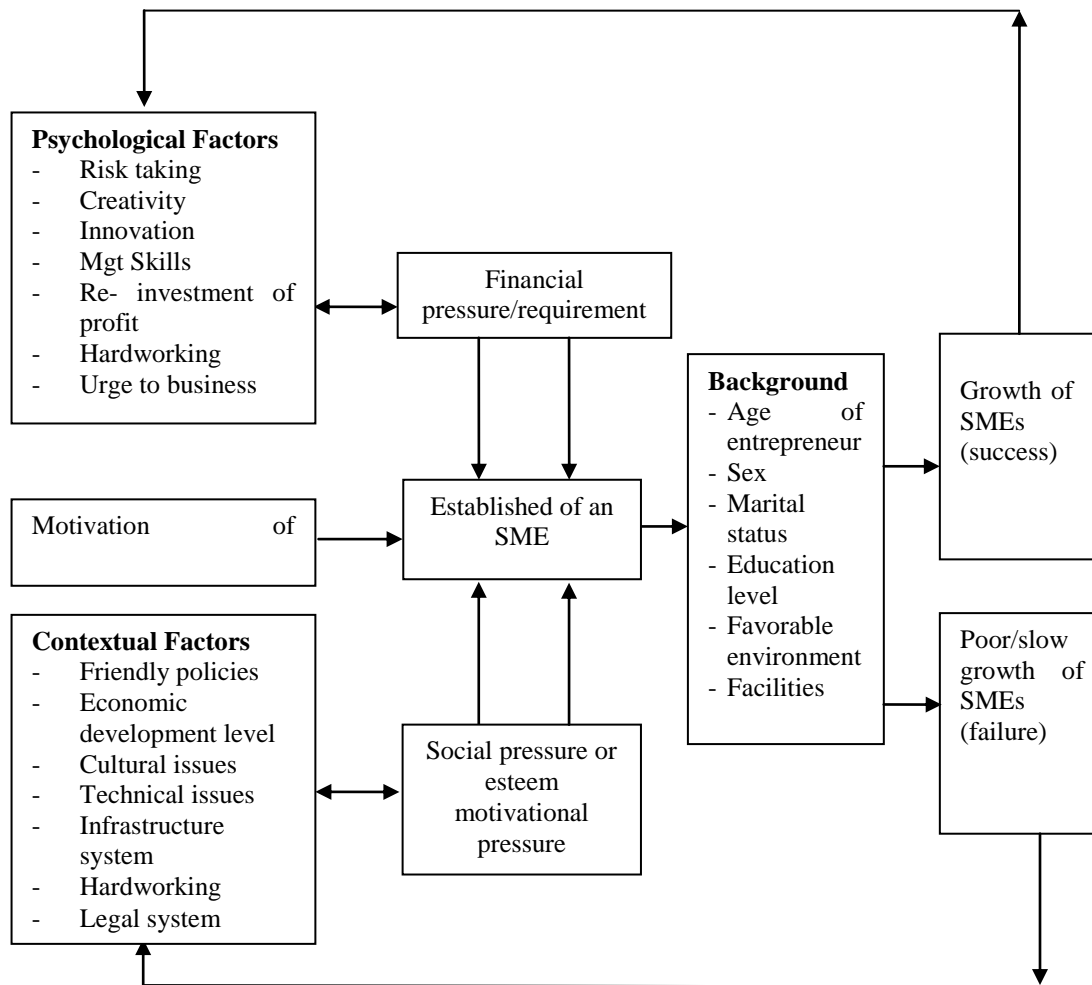 Psychological Factors
- Risk taking
- Creativity
- Innovation
- Mgt Skills
- Re- investment of
profit
- Hardworking
- Urge to business
Financial
pressure/requirement
Motivation of
Established of an
SME
Contextual Factors
- Friendly policies
- Economic
development level
- Cultural issues
- Technical issues
- Infrastructure
system
- Hardworking
- Legal system
Social pressure or
esteem
motivational
pressure
Background
- Age of
entrepreneur
- Sex
- Marital
status
- Education
level
- Favorable
environment
- Facilities
Growth of
SMEs
(success)
Poor/slow
growth of
SMEs
(failure)